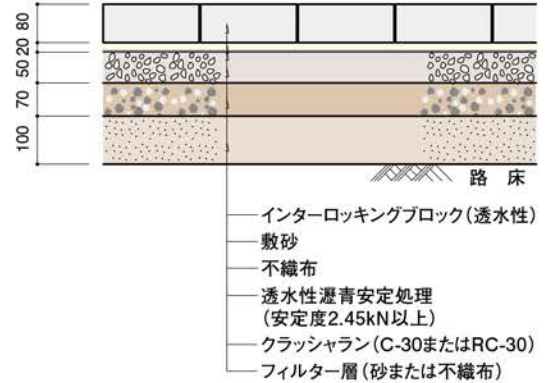 80
20
50
70
100
路 床
インターロッキングブロック(透水性)
敷砂
不織布
透水性瀝青安定処理
(安定度2.45kN以上)
クラッシャラン(C-30またはRC-30)
フィルター層(砂または不織布)